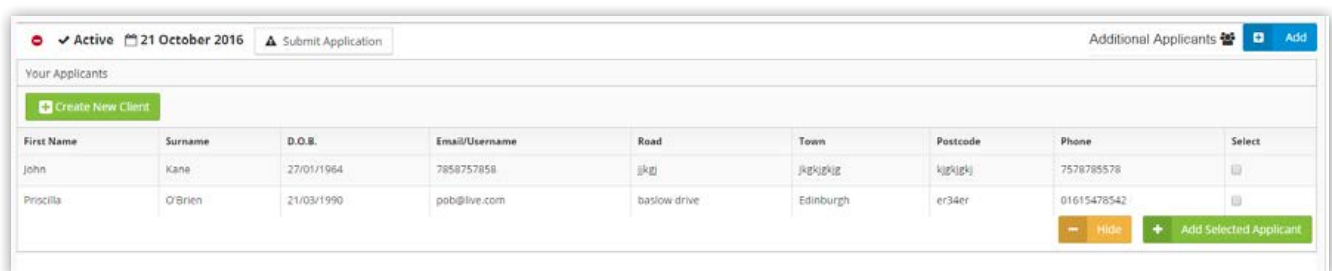 Active 21 October 2016 Submit Application Additional Applicants Add
Your Applicants
Create New Client
First Name Surname D.O.B. Email/Username Road Town Postcode Phone Select
John Kane 27/01/1964 7858757858 jjkgj jkgkjgkjg kjgkjgkj 7578785578
Priscilla O'Brien 21/03/1990 pob@live.com baslow drive Edinburgh er34er 01615478542
Hide Add Selected Applicant